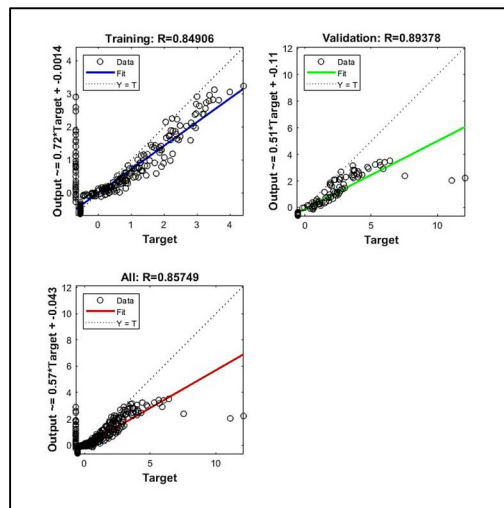 Training: R=0.84906
Output ~= 0.72*Target + -0.0014
Data
Fit
Y = T
4
3
2
1
0
0
1
2
3
4
Target
Validation: R=0.89378
Output ~= 0.51*Target + -0.11
Data
Fit
Y = T
12
10
8
6
4
2
0
0
5
10
Target
All: R=0.85749
Output ~= 0.57*Target + -0.043
Data
Fit
Y = T
12
10
8
6
4
2
0
0
5
10
Target